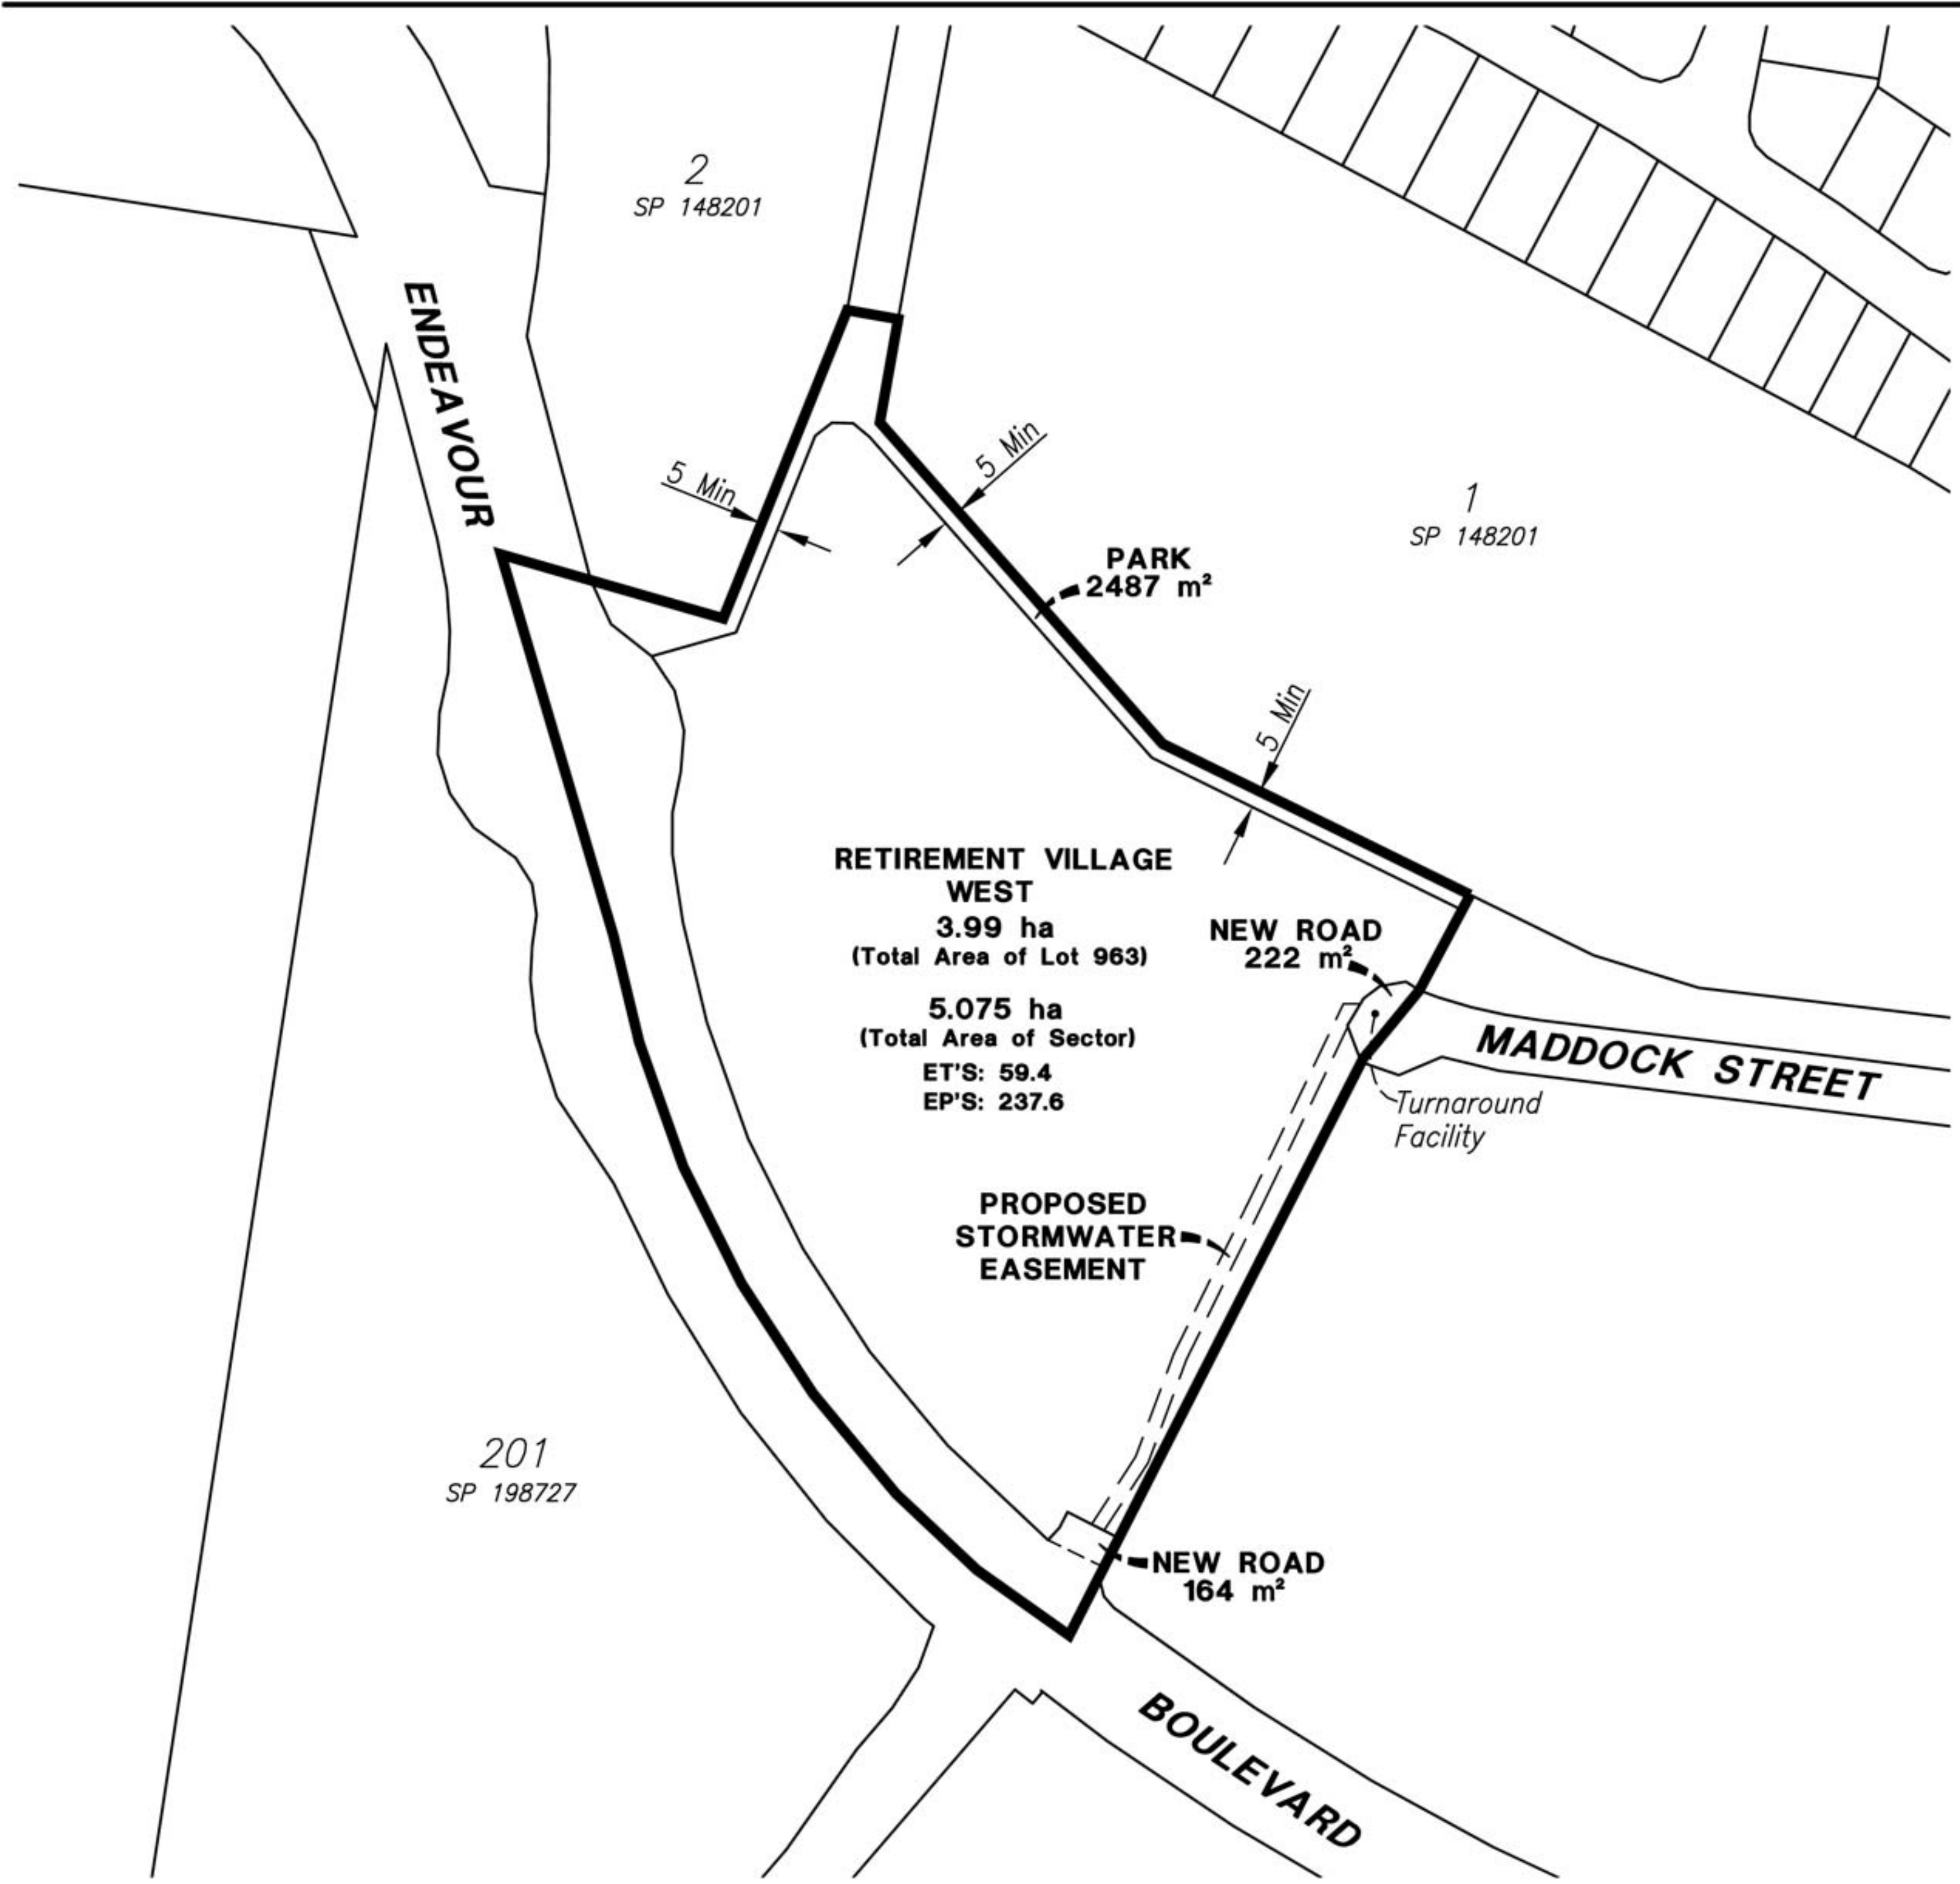 2
SP 148201
ENDEAVOUR
5 Min
5 Min
1
SP 148201
PARK
2487 m²
5 Min
RETIREMENT VILLAGE
WEST
3.99 ha
(Total Area of Lot 963)
5.075 ha
(Total Area of Sector)
ET'S: 59.4
EP'S: 237.6
NEW ROAD
222 m²
MADDOCK STREET
Turnaround
Facility
PROPOSED
STORMWATER
EASEMENT
201
SP 198727
NEW ROAD
164 m²
BOULEVARD